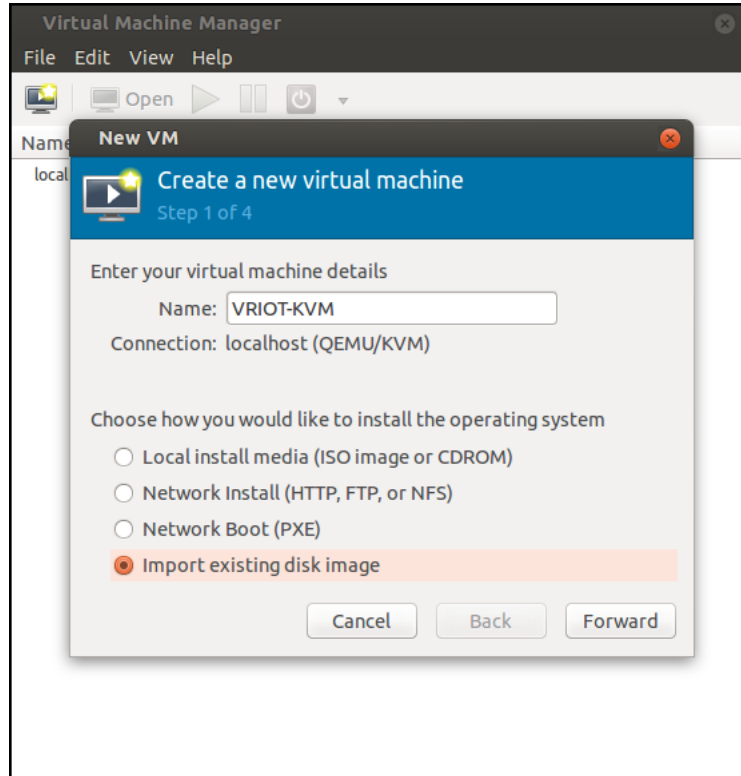 Virtual Machine Manager
File Edit View Help
Open
Name
local
New VM
Create a new virtual machine
Step 1 of 4
Enter your virtual machine details
Name: VRIOT-KVM
Connection: localhost (QEMU/KVM)
Choose how you would like to install the operating system
Local install media (ISO image or CDROM)
Network Install (HTTP, FTP, or NFS)
Network Boot (PXE)
Import existing disk image
Cancel Back Forward